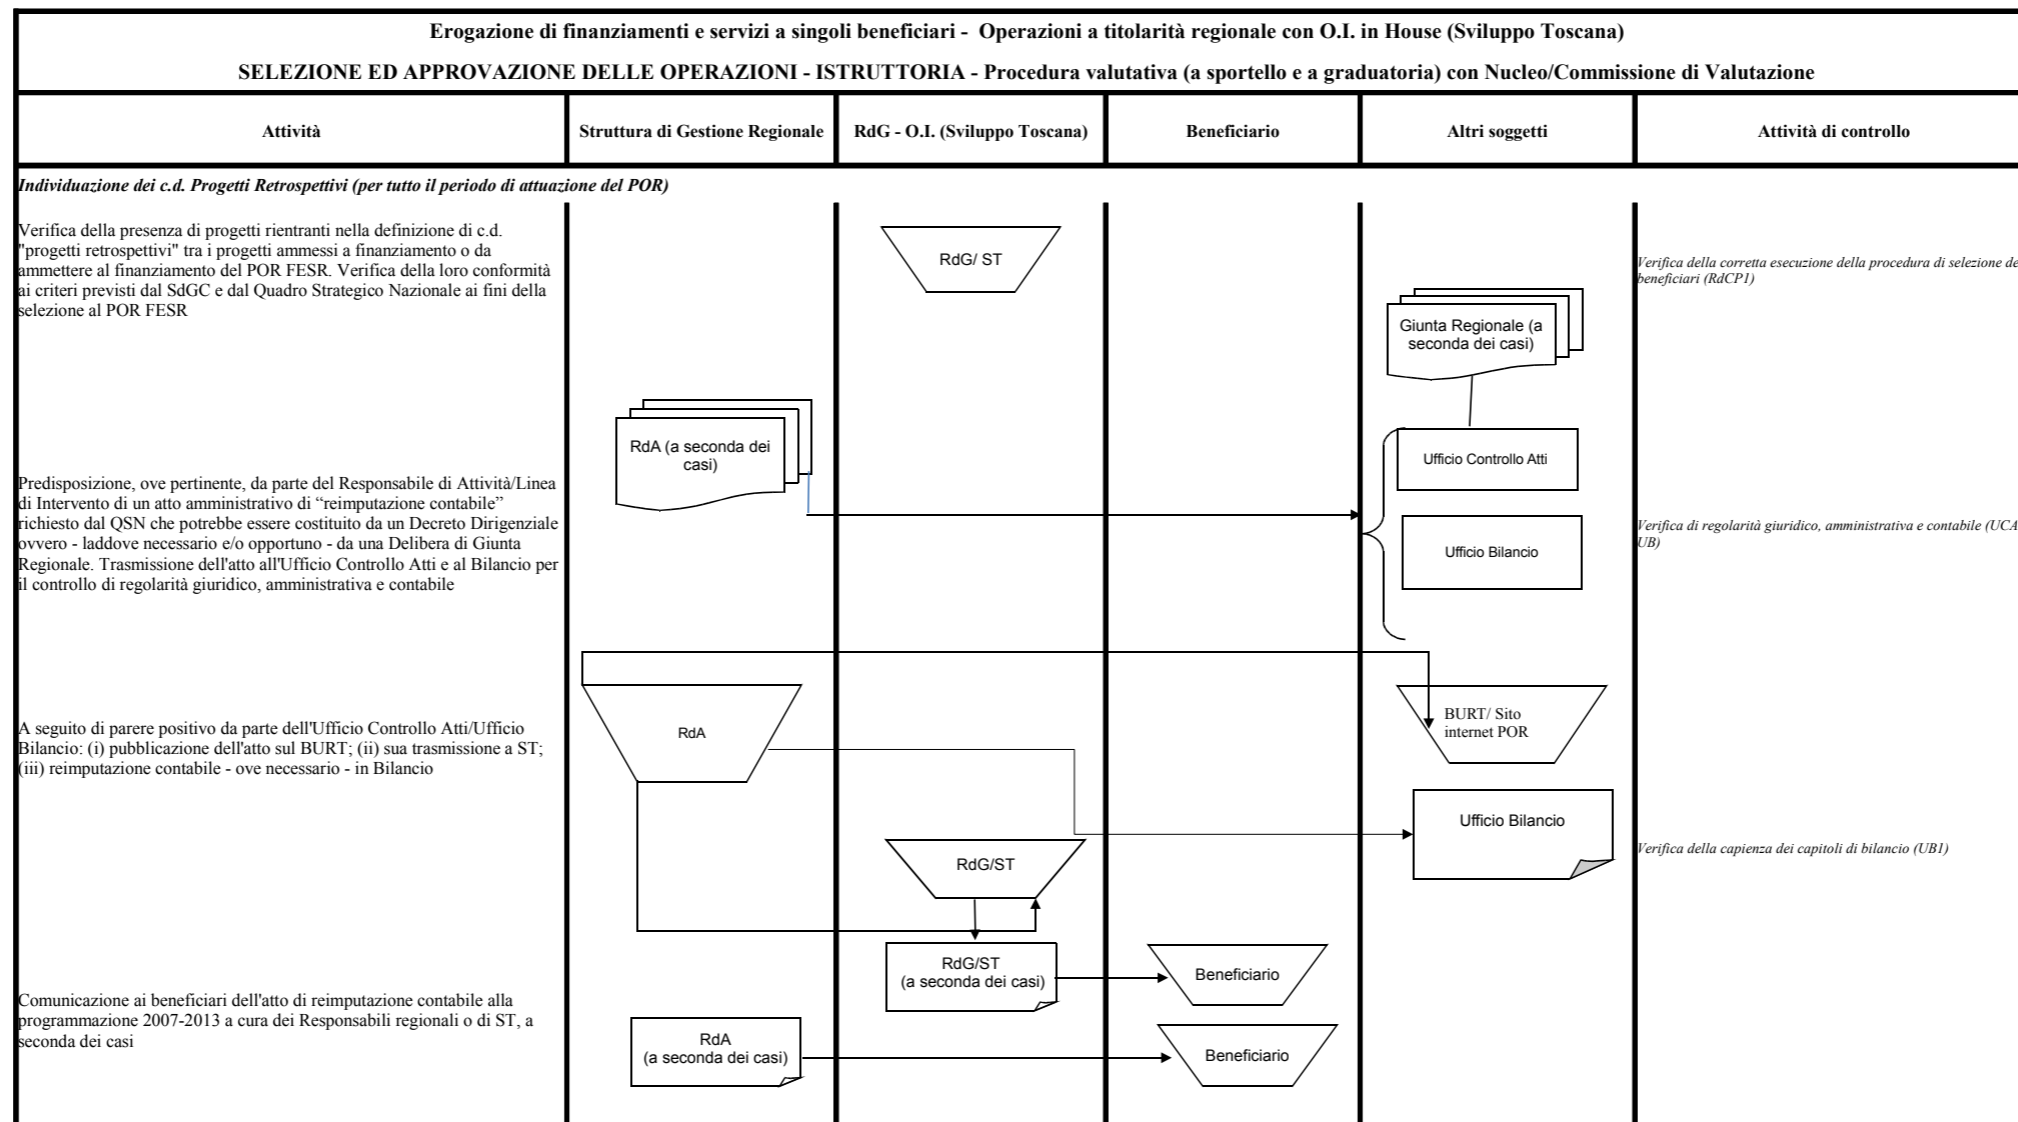 Erogazione di finanziamenti e servizi a singoli beneficiari - Operazioni a titolarità regionale con O.I. in House (Sviluppo Toscana)
SELEZIONE ED APPROVAZIONE DELLE OPERAZIONI - ISTRUTTORIA - Procedura valutativa (a sportello e a graduatoria) con Nucleo/Commissione di Valutazione
Attività
Struttura di Gestione Regionale
RdG - O.I. (Sviluppo Toscana)
Beneficiario
Altri soggetti
Attività di controllo
Individuazione dei c.d. Progetti Retrospettivi (per tutto il periodo di attuazione del POR)
Verifica della presenza di progetti rientranti nella definizione di c.d.
"progetti retrospettivi" tra i progetti ammessi a finanziamento o da
ammettere al finanziamento del POR FESR. Verifica della loro conformità
ai criteri previsti dal SdGC e dal Quadro Strategico Nazionale ai fini della
selezione al POR FESR
RdG/ ST
Verifica della corretta esecuzione della procedura di selezione de
beneficiari (RdCP1)
Giunta Regionale (a
seconda dei casi)
RdA (a seconda dei
casi)
Ufficio Controllo Atti
Ufficio Bilancio
Predisposizione, ove pertinente, da parte del Responsabile di Attività/Linea
di Intervento di un atto amministrativo di “reimputazione contabile”
richiesto dal QSN che potrebbe essere costituito da un Decreto Dirigenziale
ovvero - laddove necessario e/o opportuno - da una Delibera di Giunta
Regionale. Trasmissione dell'atto all'Ufficio Controllo Atti e al Bilancio per
il controllo di regolarità giuridico, amministrativa e contabile
Verifica di regolarità giuridico, amministrativa e contabile (UCA
UB)
A seguito di parere positivo da parte dell'Ufficio Controllo Atti/Ufficio
Bilancio: (i) pubblicazione dell'atto sul BURT; (ii) sua trasmissione a ST;
(iii) reimputazione contabile - ove necessario - in Bilancio
RdA
BURT/ Sito
internet POR
Ufficio Bilancio
Verifica della capienza dei capitoli di bilancio (UB1)
RdG/ST
RdG/ST
(a seconda dei casi)
Beneficiario
Comunicazione ai beneficiari dell'atto di reimputazione contabile alla
programmazione 2007-2013 a cura dei Responsabili regionali o di ST, a
seconda dei casi
RdA
(a seconda dei casi)
Beneficiario